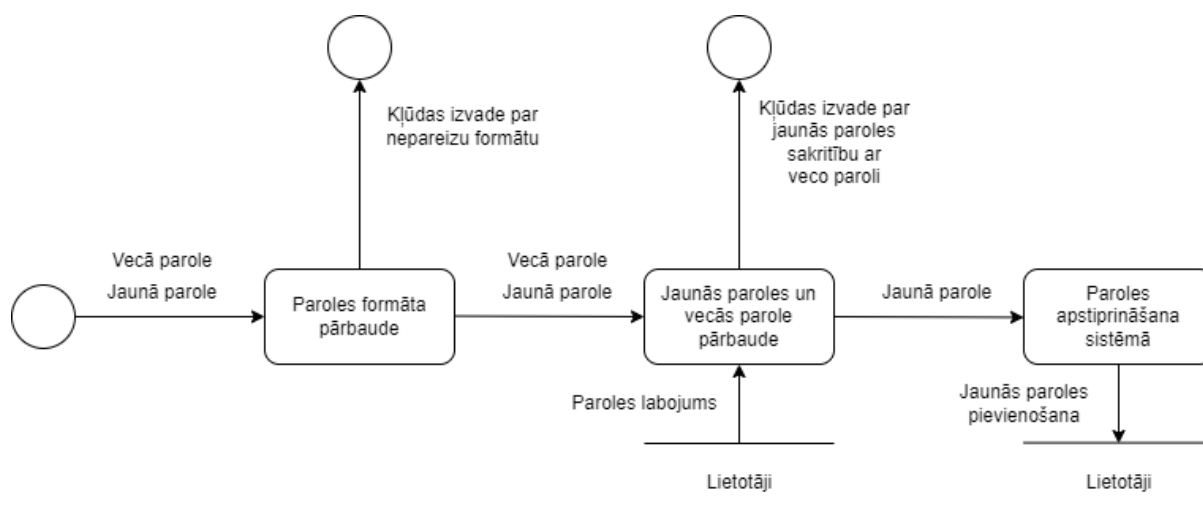 Kļūdas izvade par
nepareizu formātu
Kļūdas izvade par
jaunās paroles
sakritību ar
veco paroli
Vecā parole
Jaunā parole
Paroles formāta
pārbaude
Vecā parole
Jaunā parole
Jaunās paroles un
vecās parole
pārbaude
Jaunā parole
Paroles
apstiprināšana
sistēmā
Paroles labojums
Jaunās paroles
pievienošana
Lietotāji
Lietotāji